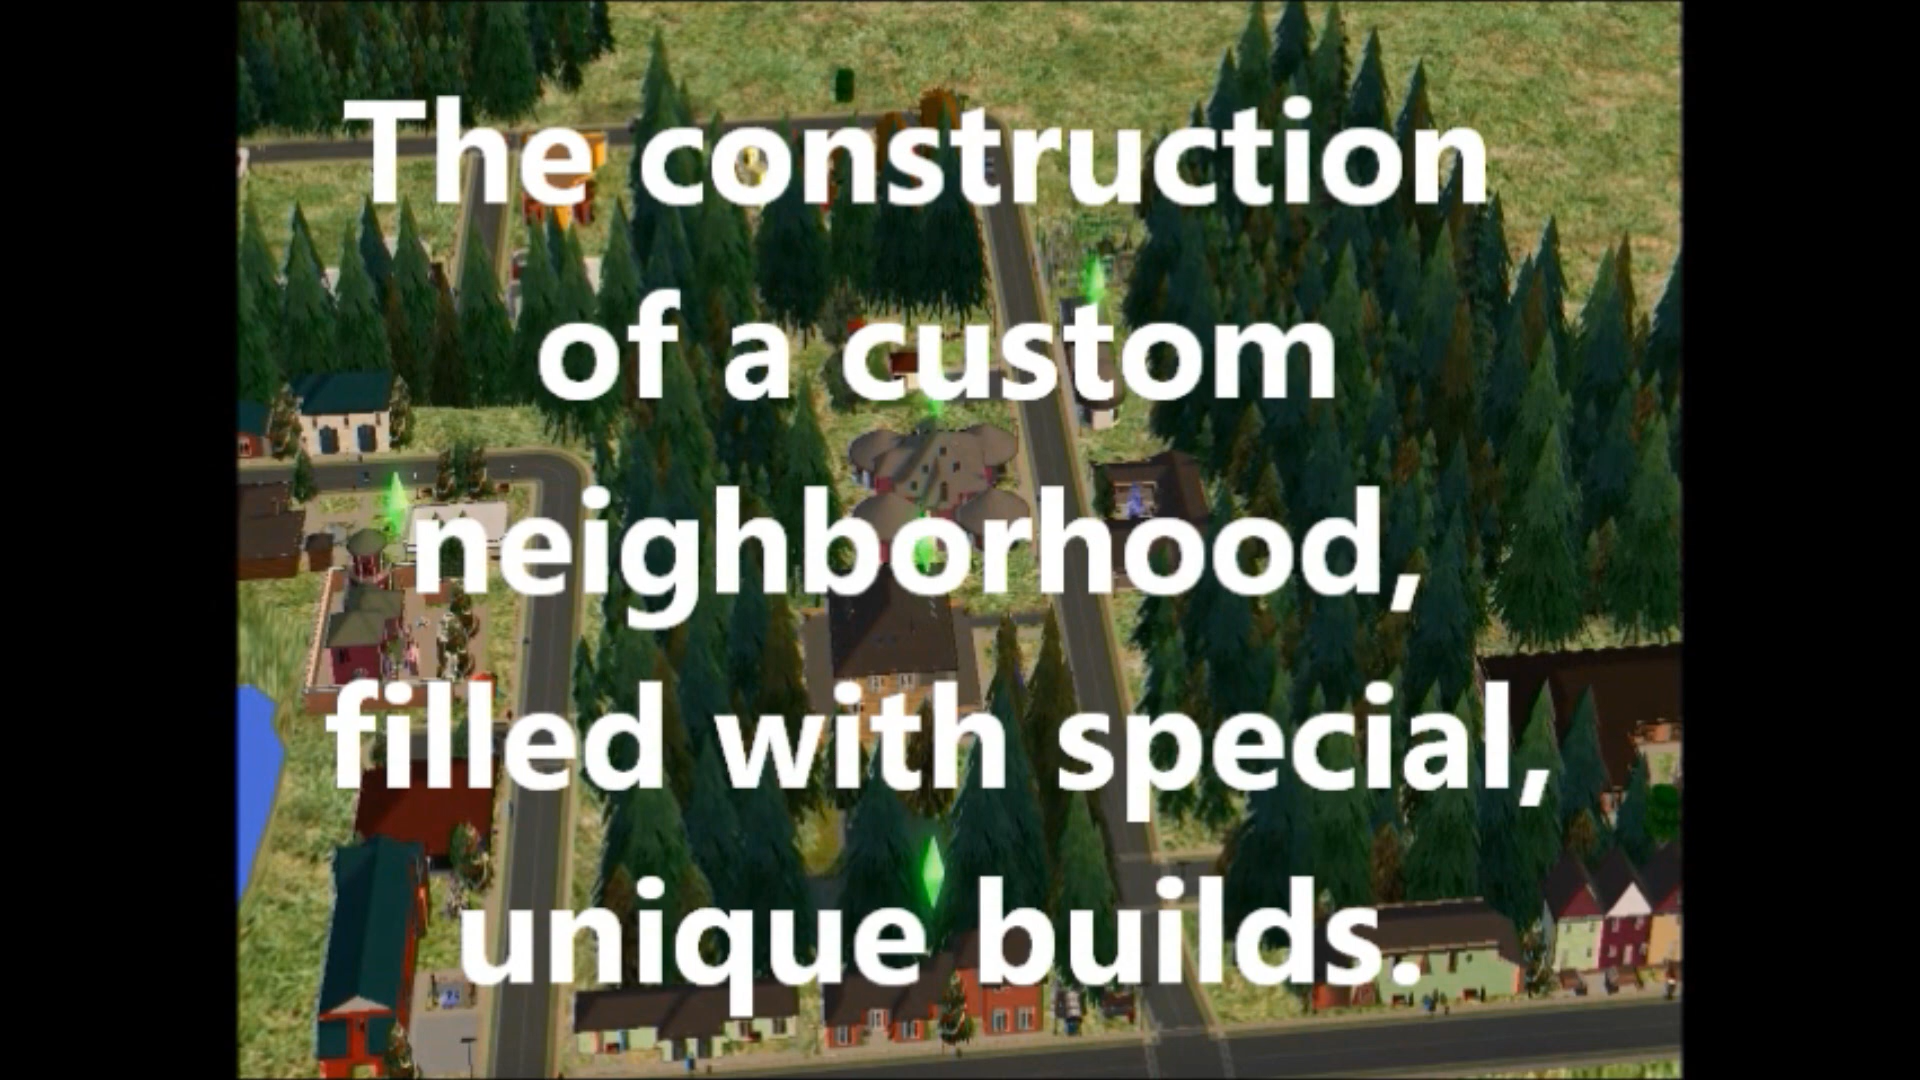 The construction
of a custom
neighborhood,
filled with special,
unique builds.